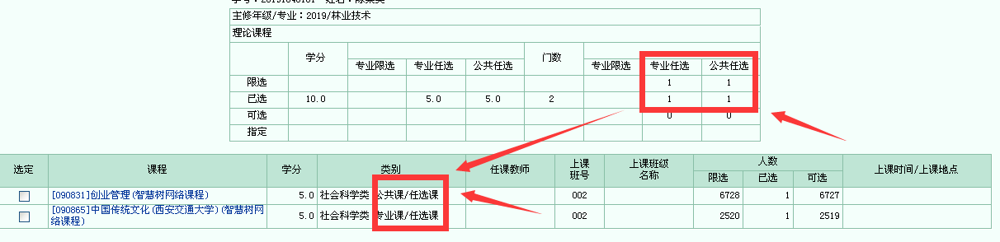 主修年级/专业：2019/林业技术
理论课程
学分 门数
专业限选 专业任选 公共任选 专业限选 专业任选 公共任选
限选 1 1
已选 10.0 5.0 5.0 2 1 1
可选 0 0
指定
选定 课程 学分 类别 任课教师 上课班号 上课班级名称 人数 上课时间/上课地点
限选 已选 可选
[090831]创业管理(智慧树网络课程) 5.0 社会科学类 公共课/任选课 002 6728 1 6727
[090865]中国传统文化(西安交通大学)(智慧树网
络课程) 5.0 社会科学类 专业课/任选课 002 2520 1 2519